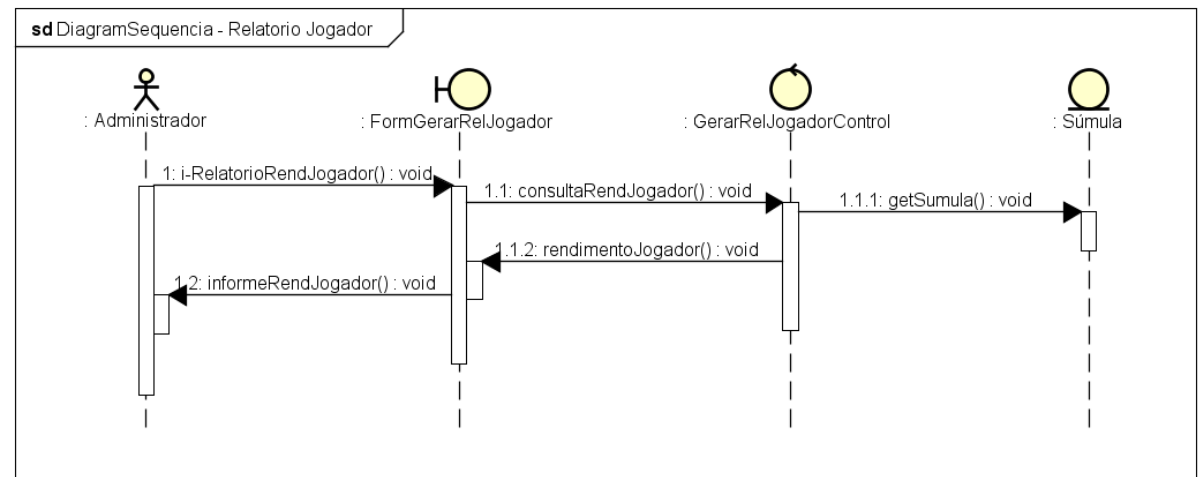 sd DiagramSequencia - Relatorio Jogador
: Administrador
: FormGerarRelJogador
: GerarRelJogadorControl
: Súmula
1: i-RelatorioRendJogador() : void
1.1: consultaRendJogador() : void
1.1.1: getSumula() : void
1.1.2: rendimentoJogador() : void
1.2: informeRendJogador() : void